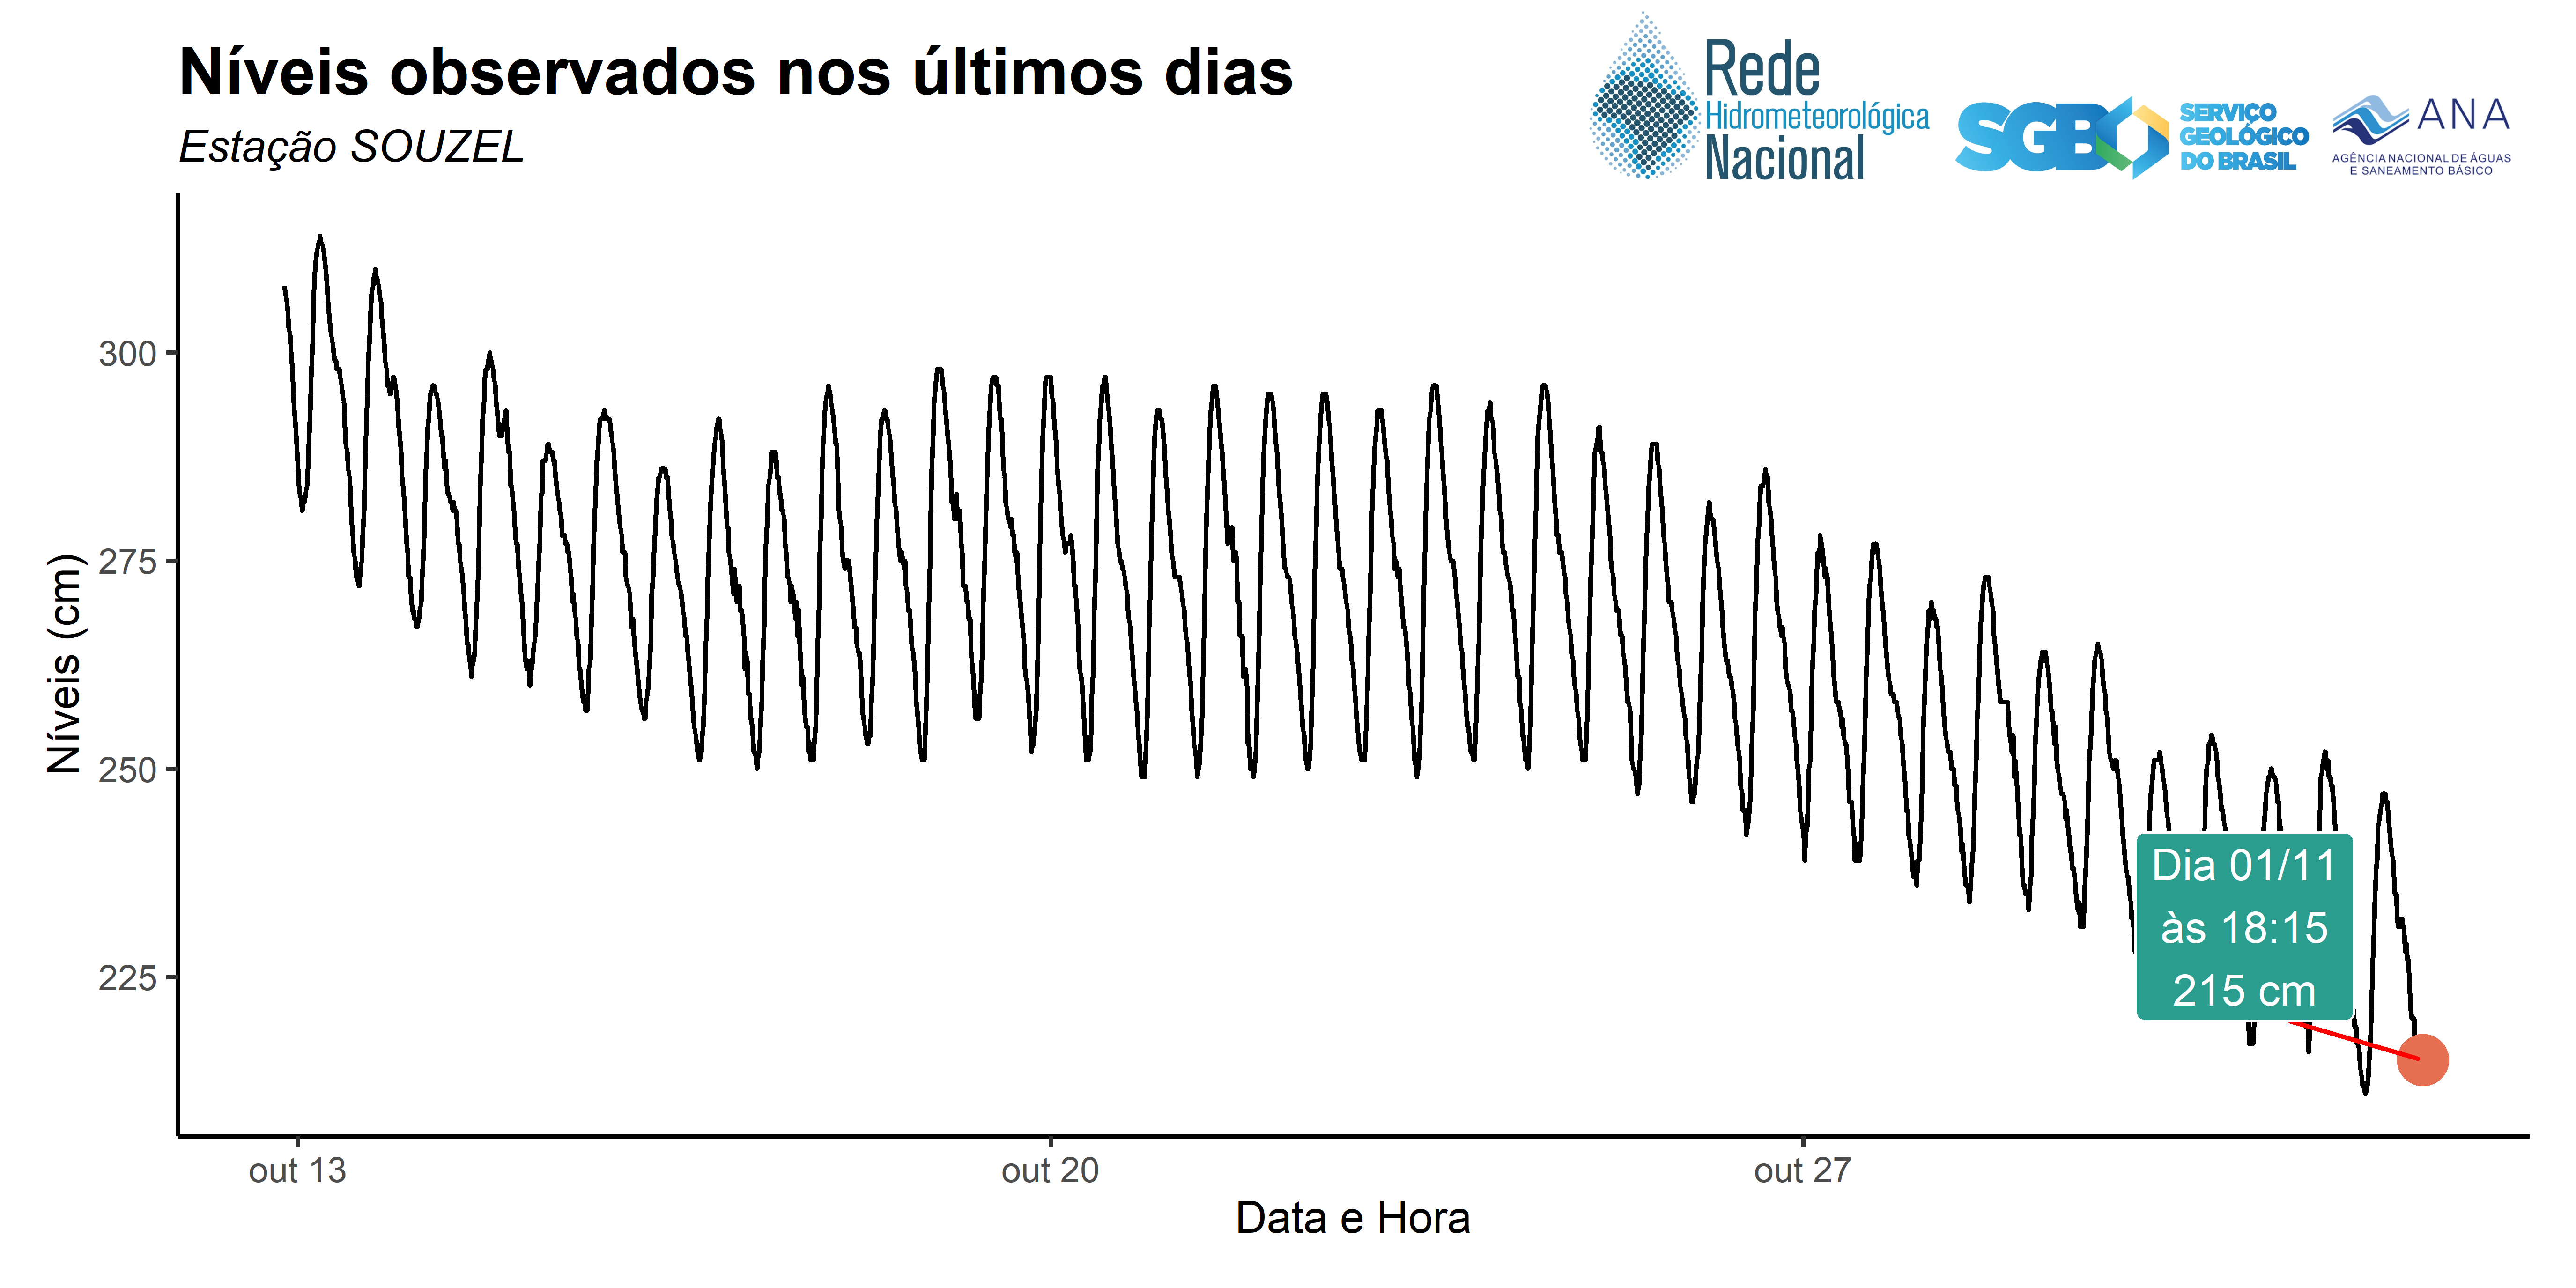 Níveis observados nos últimos dias
Estação SOUZEL
Rede
Hidrometeorológica
Nacional
SGB
SERVIÇO
GEOLÓGICO
DO BRASIL
ANA
AGÊNCIA NACIONAL DE ÁGUAS
E SANEAMENTO BÁSICO
Níveis (cm)
300
275
250
225
Dia 01/11
às 18:15
215 cm
out 13
out 20
out 27
Data e Hora